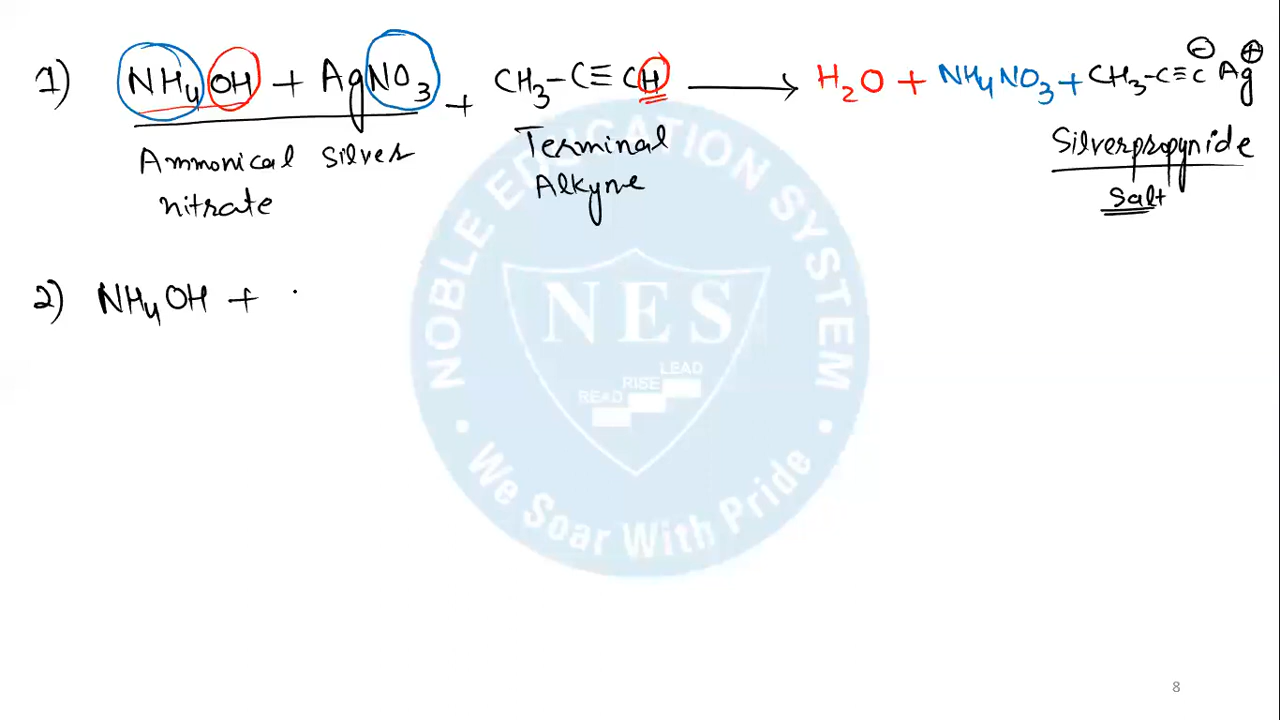 1) NH₄OH + AgNO₃ + CH₃-C≡CH ⟶ H₂O + NH₄NO₃ + CH₃-C≡C⊖ Ag⊕
Ammonical Silver
nitrate
Terminal
Alkyne
Silverpropynide
Salt
2) NH₄OH + .
NOBLE EDUCATION SYSTEM
NES
LEAD
RISE
READ
• We Soar With Pride •
8